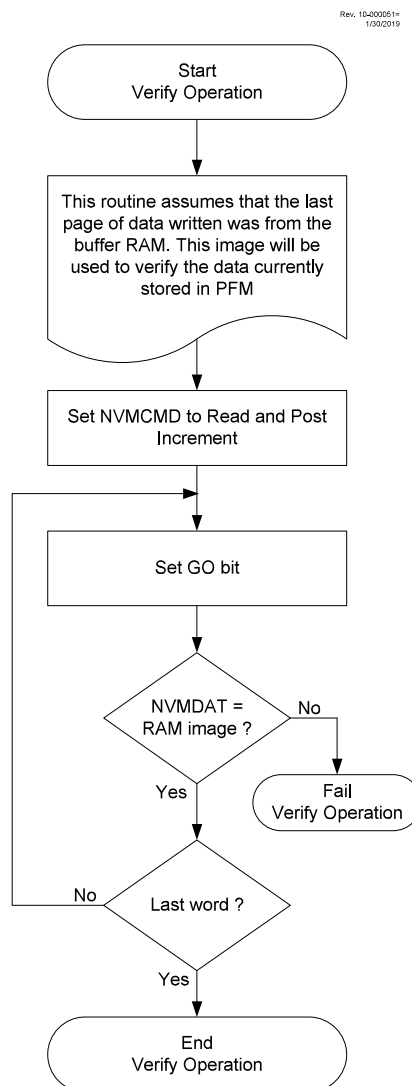 Rev. 10-000051=
1/30/2019
Start
Verify Operation
This routine assumes that the last
page of data written was from the
buffer RAM. This image will be
used to verify the data currently
stored in PFM
Set NVMCMD to Read and Post
Increment
Set GO bit
NVMDAT =
RAM image ?
No
Yes
Fail
Verify Operation
No
Last word ?
Yes
End
Verify Operation